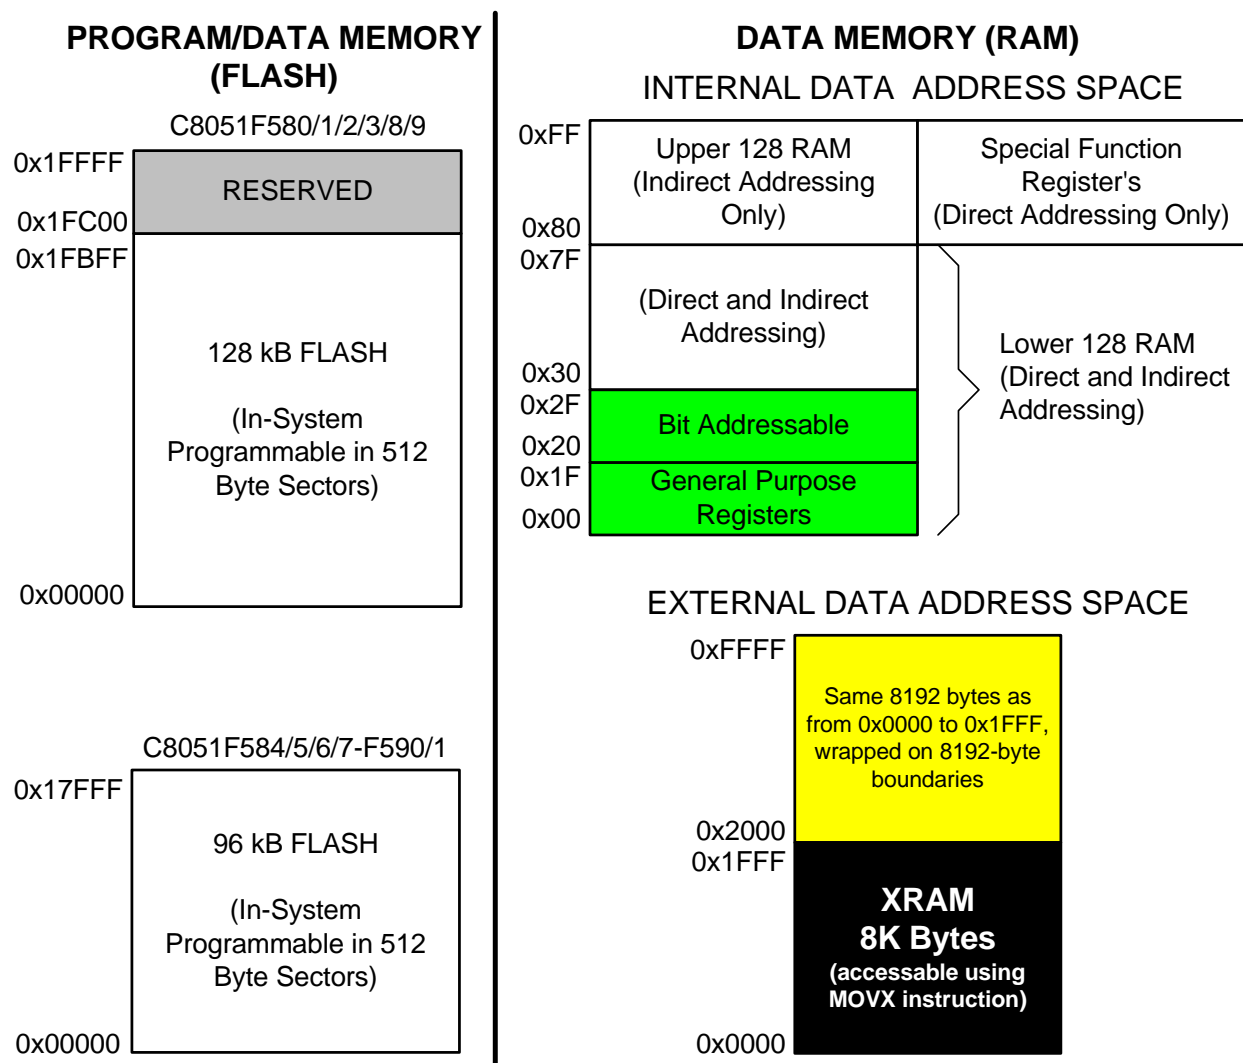 PROGRAM/DATA MEMORY
(FLASH)
C8051F580/1/2/3/8/9
0x1FFFF
RESERVED
0x1FC00
0x1FBFF
128 kB FLASH
(In-System
Programmable in 512
Byte Sectors)
0x00000
C8051F584/5/6/7-F590/1
0x17FFF
96 kB FLASH
(In-System
Programmable in 512
Byte Sectors)
0x00000
DATA MEMORY (RAM)
INTERNAL DATA ADDRESS SPACE
0xFF
Upper 128 RAM
(Indirect Addressing
Only)
0x80
Special Function
Register's
(Direct Addressing Only)
0x7F
(Direct and Indirect
Addressing)
0x30
0x2F
Bit Addressable
0x20
0x1F
General Purpose
Registers
0x00
Lower 128 RAM
(Direct and Indirect
Addressing)
EXTERNAL DATA ADDRESS SPACE
0xFFFF
Same 8192 bytes as
from 0x0000 to 0x1FFF,
wrapped on 8192-byte
boundaries
0x2000
0x1FFF
XRAM
8K Bytes
(accessable using
MOVX instruction)
0x0000